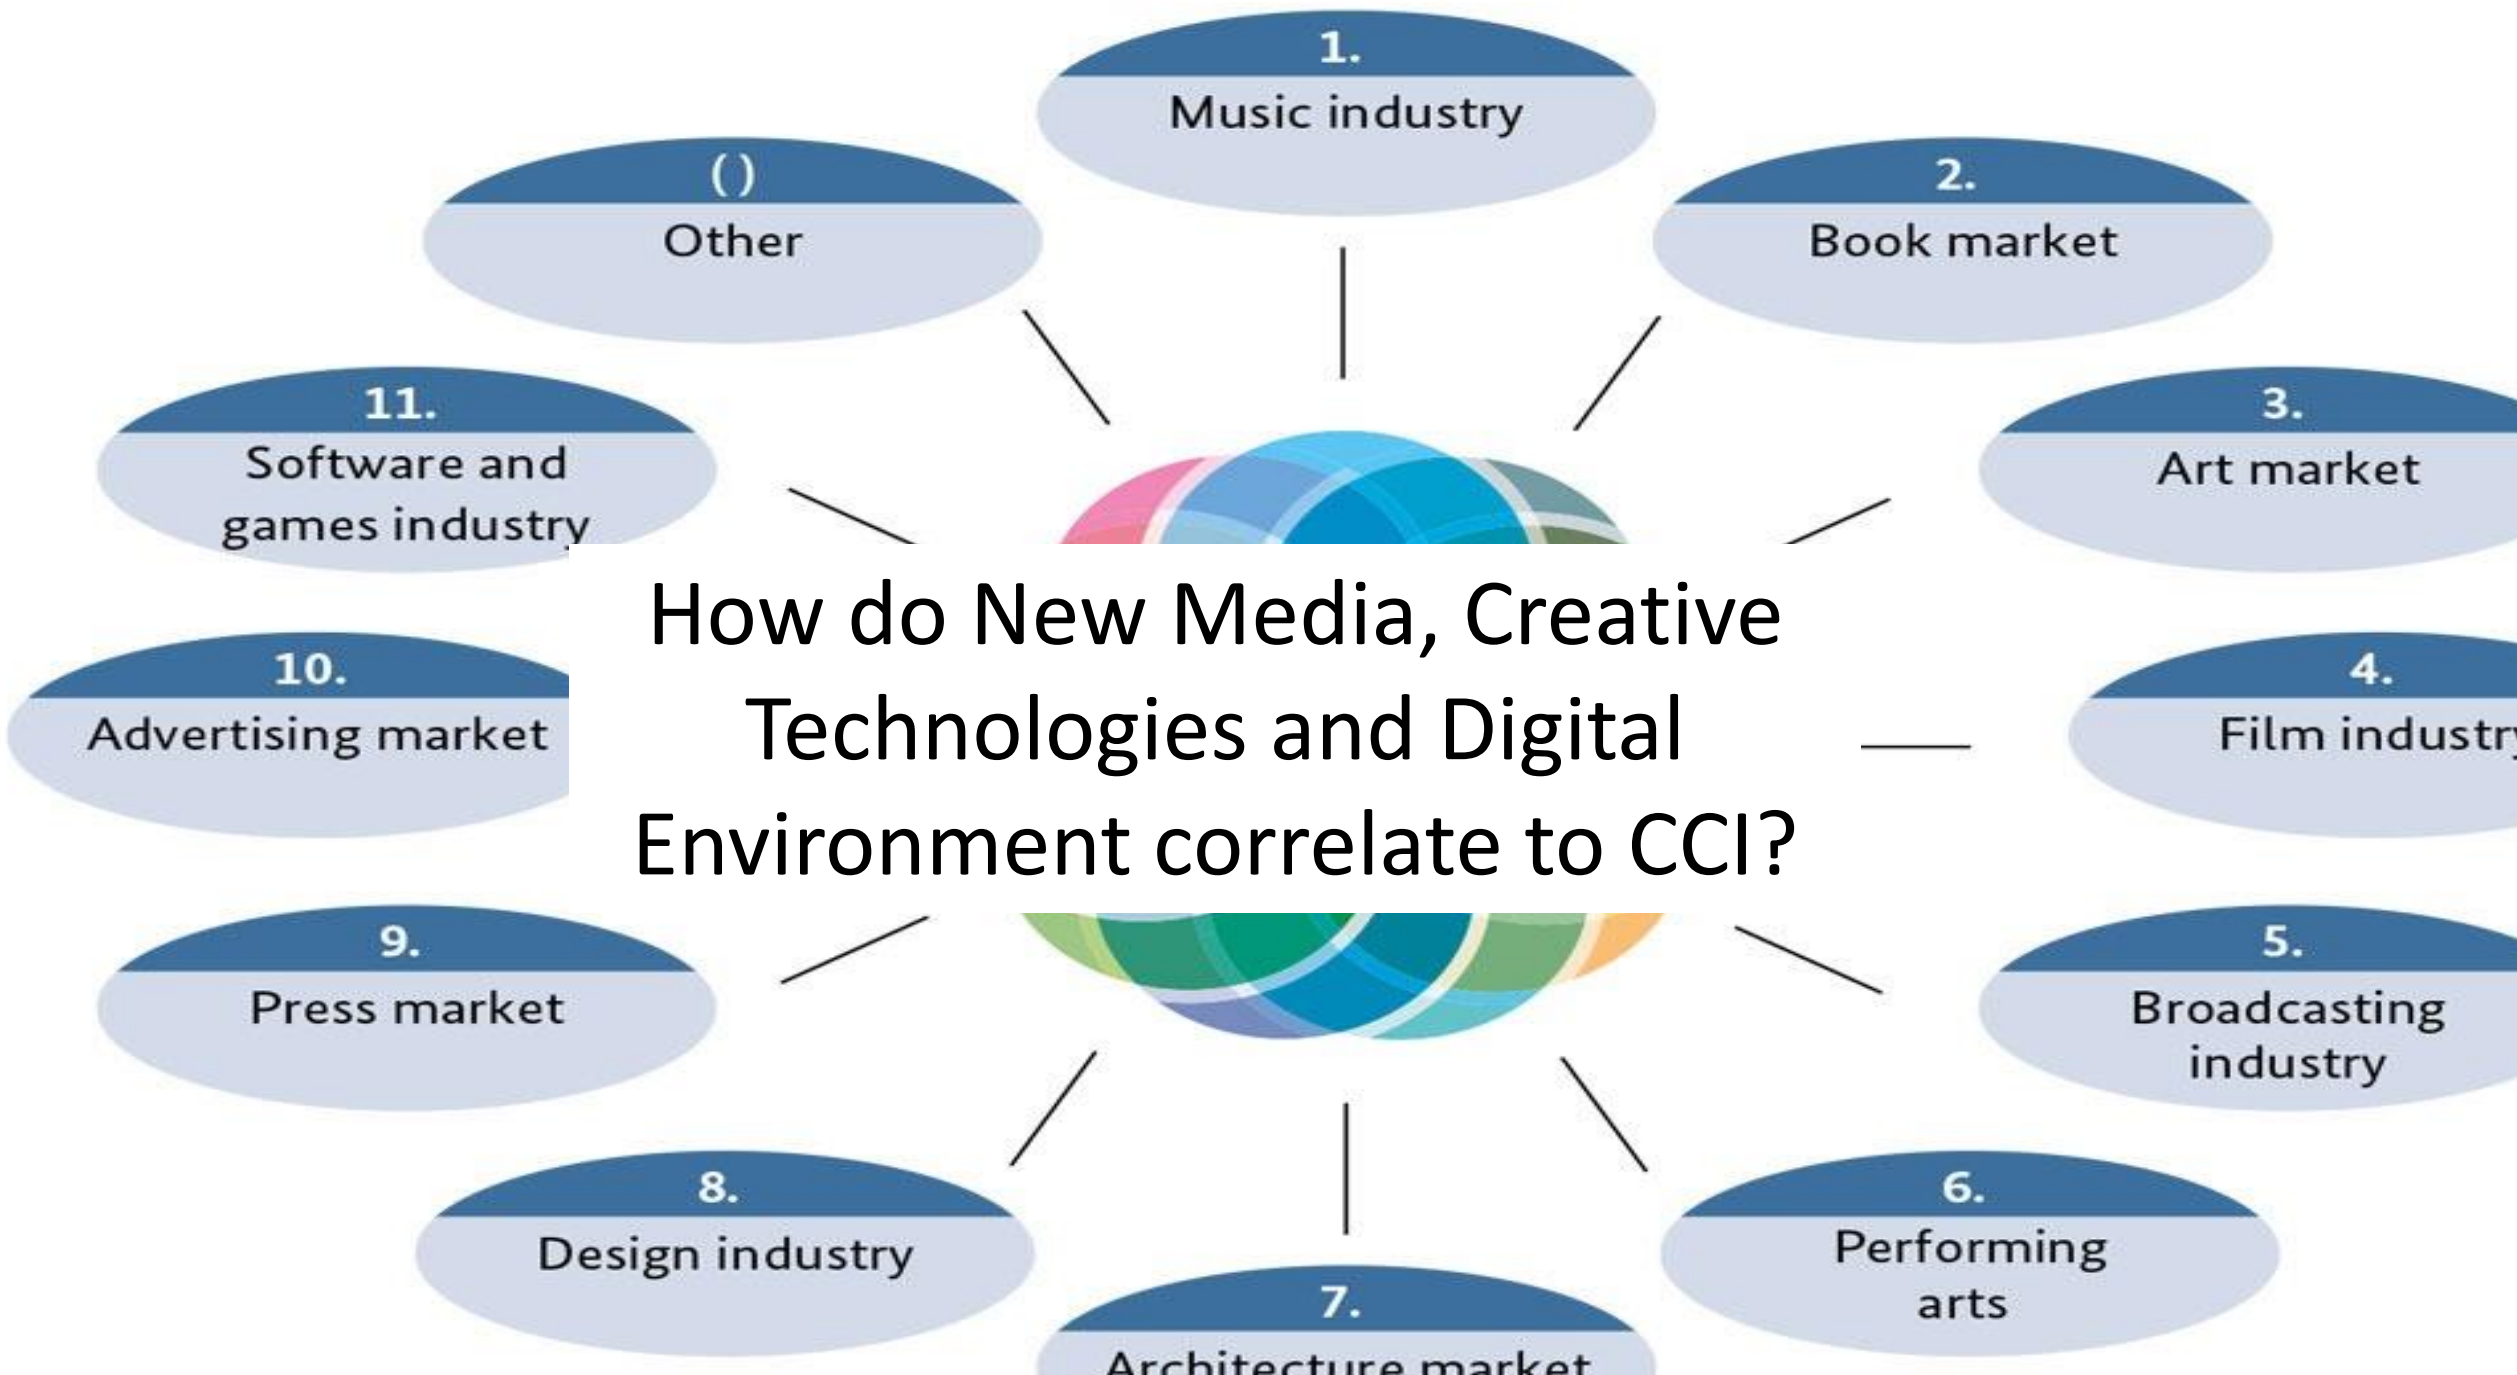 1.
Music industry
()
Other
2.
Book market
11.
Software and
games industry
3.
Art market
How do New Media, Creative
Technologies and Digital
Environment correlate to CCI?
10.
Advertising market
4.
Film industry
9.
Press market
5.
Broadcasting
industry
8.
Design industry
6.
Performing
arts
7.
Architecture market